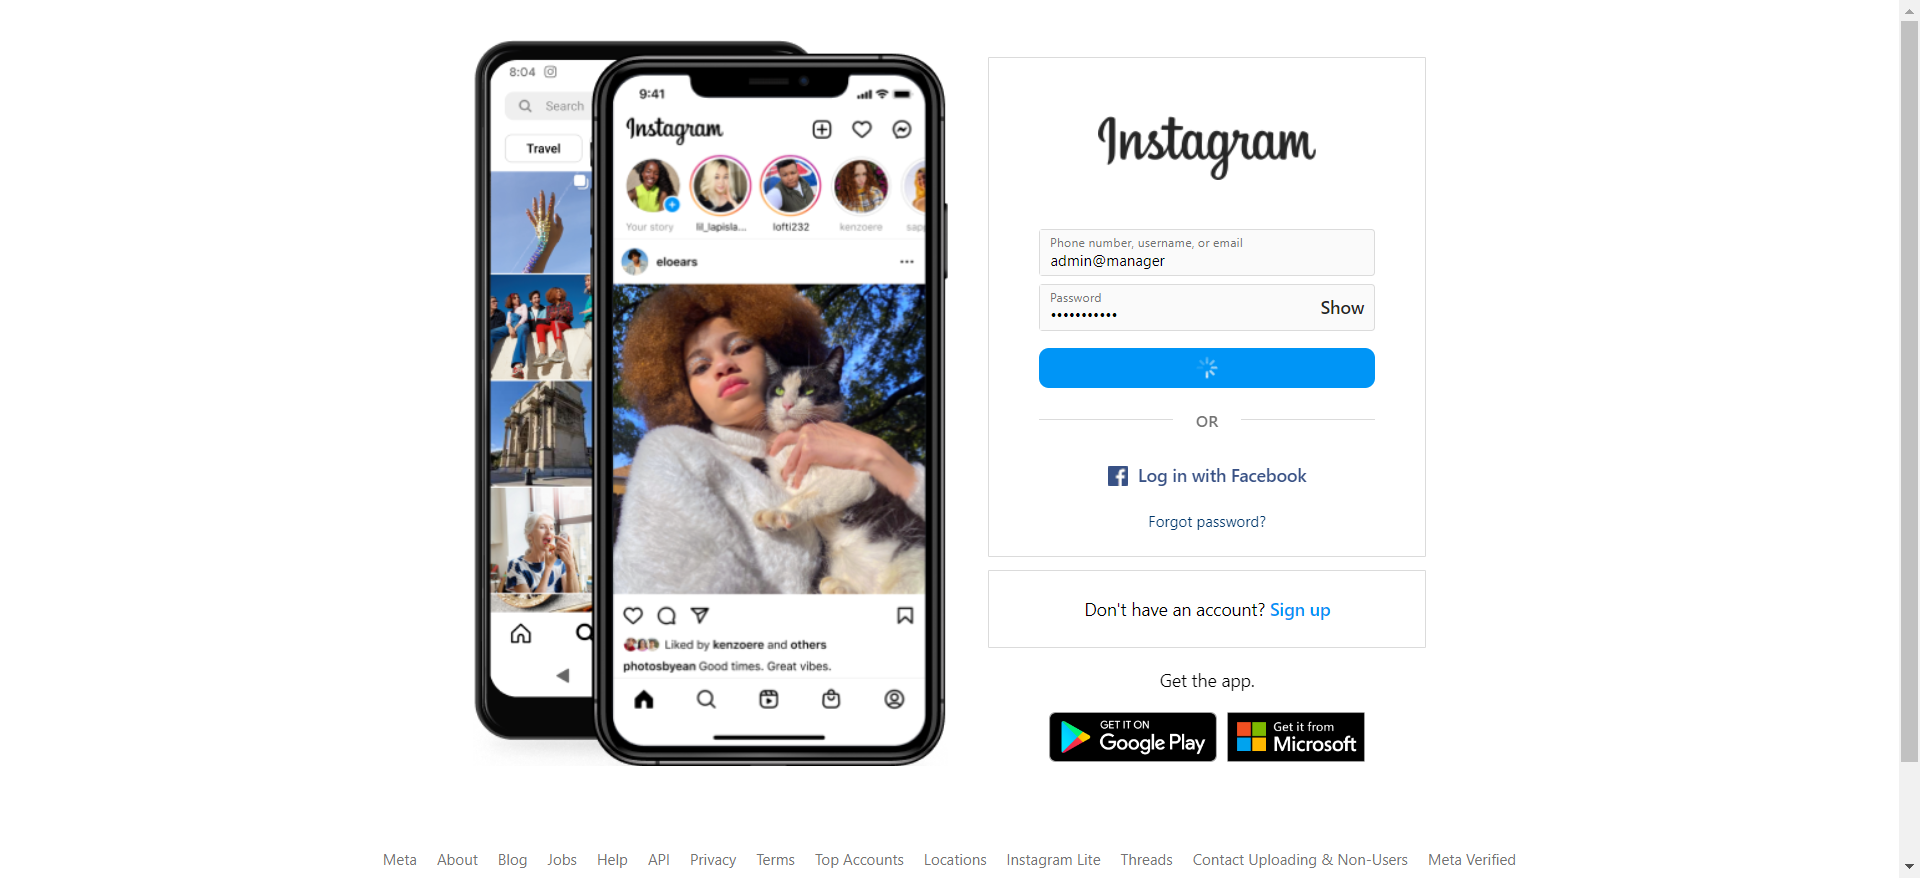 8:04
Search
Travel
9:41
Instagram
Your story
lil_lapisla...
lofti232
kenzoere
sapp
eloears
Liked by kenzoere and others
photosbyean Good times. Great vibes.
Instagram
Phone number, username, or email
admin@manager
Password
•••••••••••
Show
OR
Log in with Facebook
Forgot password?
Don't have an account? Sign up
Get the app.
GET IT ON
Google Play
Get it from
Microsoft
Meta About Blog Jobs Help API Privacy Terms Top Accounts Locations Instagram Lite Threads Contact Uploading & Non-Users Meta Verified